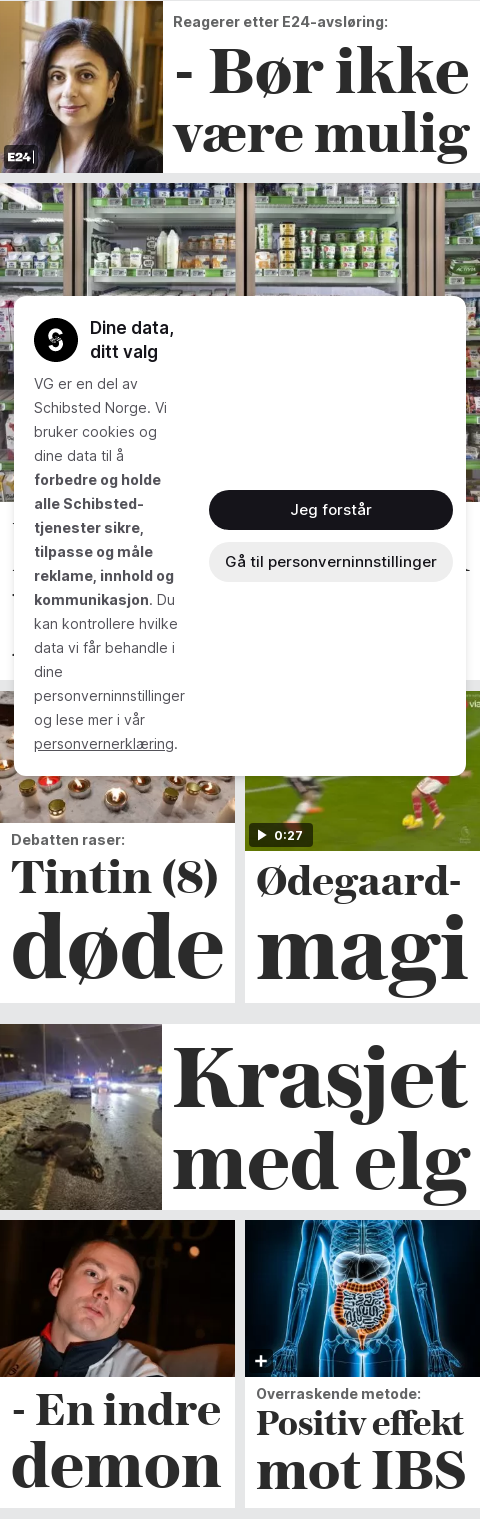 Reagerer etter E24-avsløring:
- Bør ikke
være mulig
E24
Dine data,
ditt valg
VG er en del av
Schibsted Norge. Vi
bruker cookies og
dine data til å
forbedre og holde
alle Schibsted-
tjenester sikre,
tilpasse og måle
reklame, innhold og
kommunikasjon. Du
kan kontrollere hvilke
data vi får behandle i
dine
personverninnstillinger
og lese mer i vår
personvernerklæring.
Jeg forstår
Gå til personverninnstillinger
Debatten raser:
Tintin (8)
døde
0:27
Ødegaard-
magi
Krasjet
med elg
- En indre
demon
Overraskende metode:
Positiv effekt
mot IBS